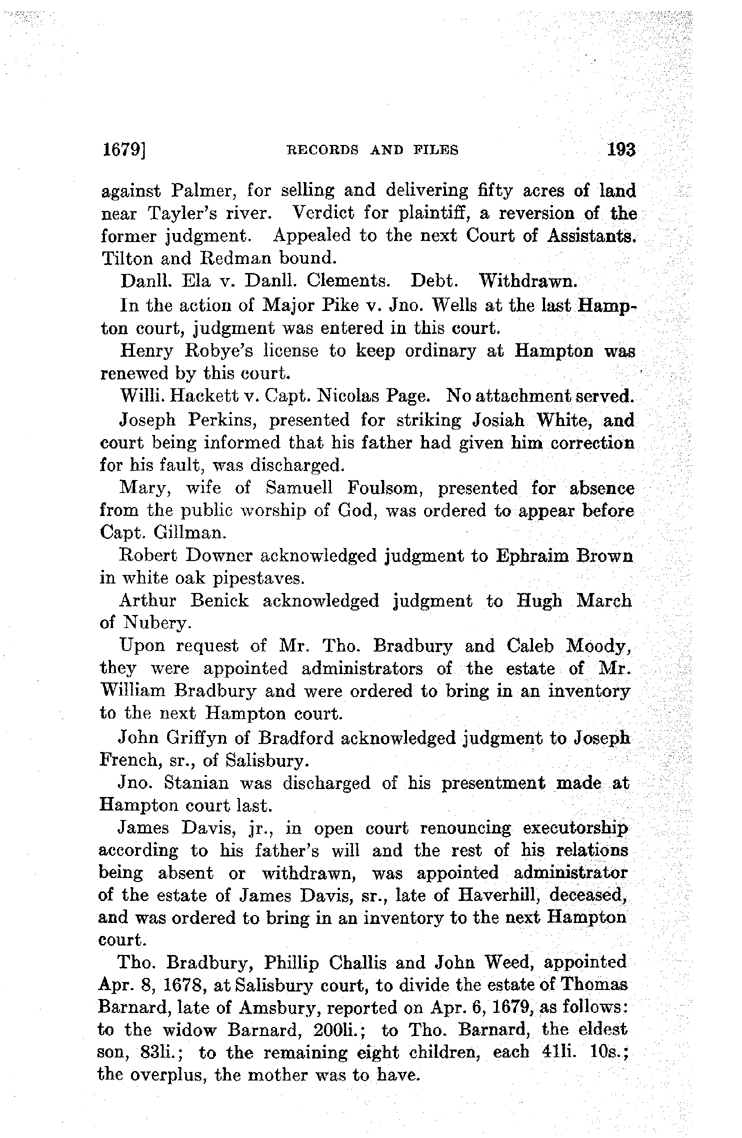 1679] RECORDS AND FILES 193
against Palmer, for selling and delivering fifty acres of land
near Tayler's river. Verdict for plaintiff, a reversion of the
former judgment. Appealed to the next Court of Assistants.
Tilton and Redman bound.
Danll. Ela v. Danll. Clements. Debt. Withdrawn.
In the action of Major Pike v. Jno. Wells at the last Hamp-
ton court, judgment was entered in this court.
Henry Robye's license to keep ordinary at Hampton was
renewed by this court.
Willi. Hackett v. Capt. Nicolas Page. No attachment served.
Joseph Perkins, presented for striking Josiah White, and
court being informed that his father had given him correction
for his fault, was discharged.
Mary, wife of Samuell Foulsom, presented for absence
from the public worship of God, was ordered to appear before
Capt. Gillman.
Robert Downer acknowledged judgment to Ephraim Brown
in white oak pipestaves.
Arthur Benick acknowledged judgment to Hugh March
of Nubery.
Upon request of Mr. Tho. Bradbury and Caleb Moody,
they were appointed administrators of the estate of Mr.
William Bradbury and were ordered to bring in an inventory
to the next Hampton court.
John Griffyn of Bradford acknowledged judgment to Joseph
French, sr., of Salisbury.
Jno. Stanian was discharged of his presentment made at
Hampton court last.
James Davis, jr., in open court renouncing executorship
according to his father's will and the rest of his relations
being absent or withdrawn, was appointed administrator
of the estate of James Davis, sr., late of Haverhill, deceased,
and was ordered to bring in an inventory to the next Hampton
court.
Tho. Bradbury, Phillip Challis and John Weed, appointed
Apr. 8, 1678, at Salisbury court, to divide the estate of Thomas
Barnard, late of Amsbury, reported on Apr. 6, 1679, as follows:
to the widow Barnard, 200li.; to Tho. Barnard, the eldest
son, 83li.; to the remaining eight children, each 41li. 10s.;
the overplus, the mother was to have.